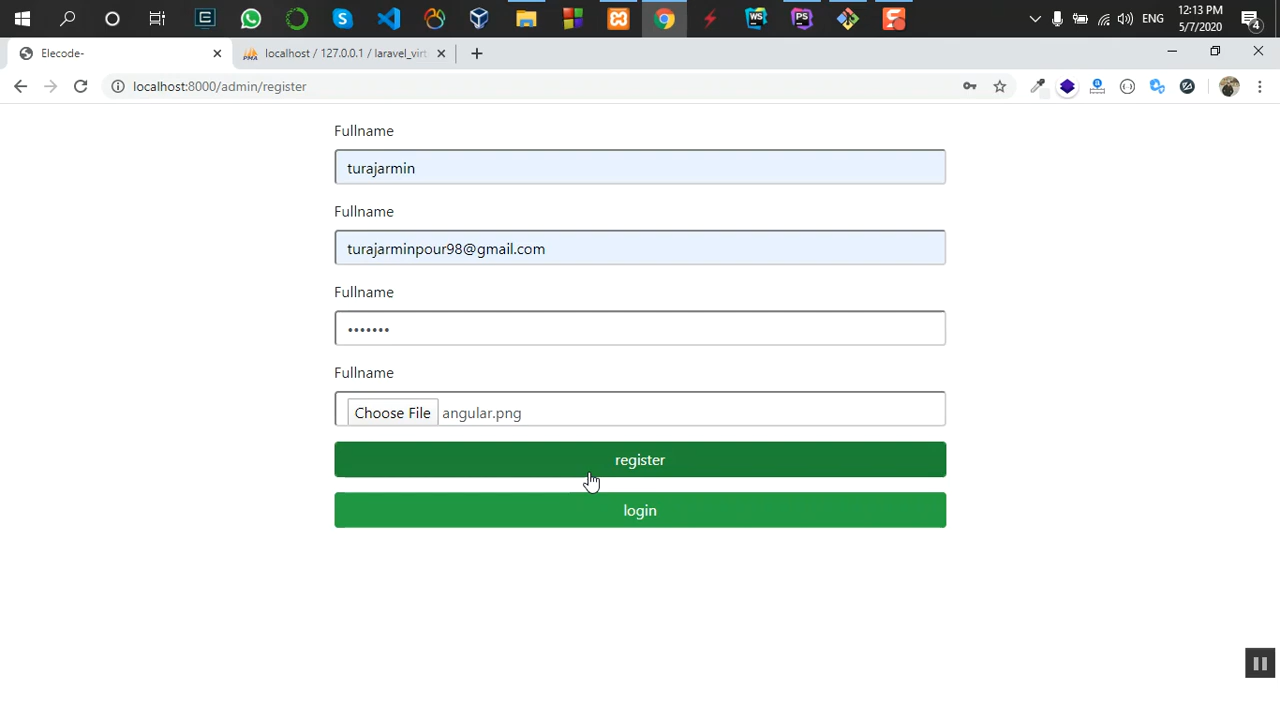 12:13 PM
ENG
5/7/2020
4
Elecode-
localhost / 127.0.0.1 / laravel_virt
localhost:8000/admin/register
Fullname
turajarmin
Fullname
turajarminpour98@gmail.com
Fullname
•••••••
Fullname
Choose File angular.png
register
login